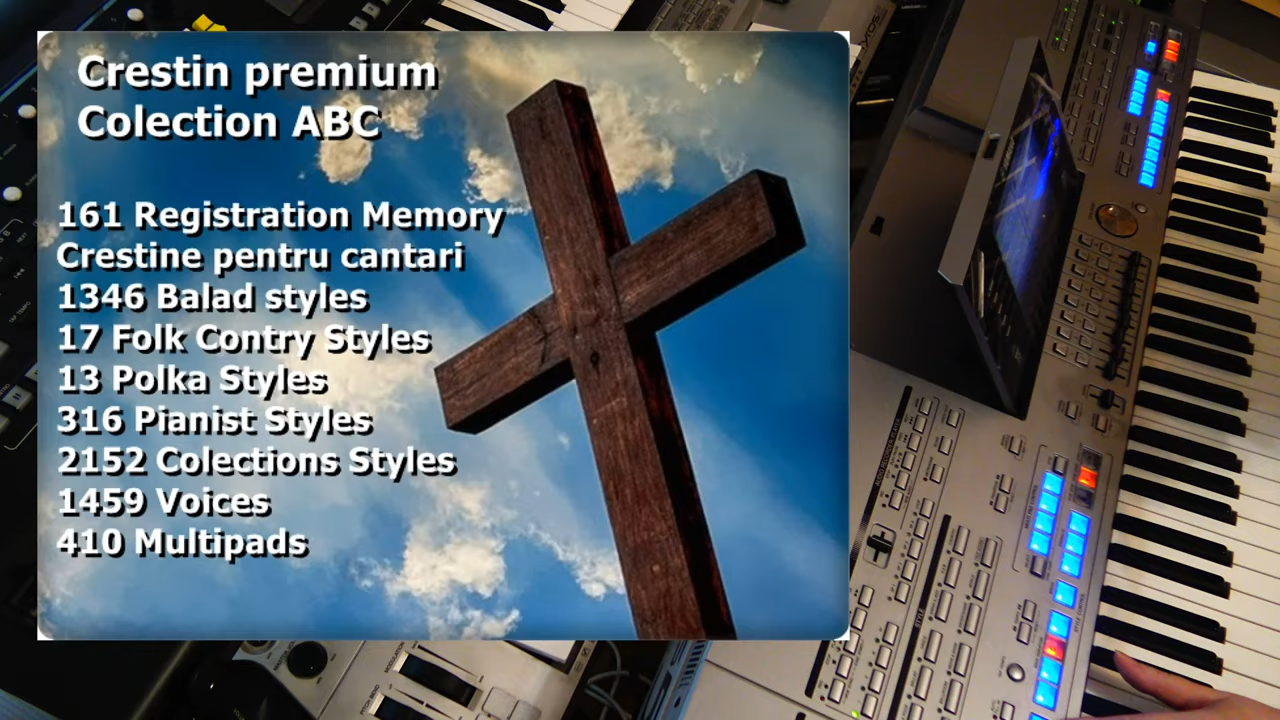 Crestin premium
Colection ABC
161 Registration Memory
Crestine pentru cantari
1346 Balad styles
17 Folk Contry Styles
13 Polka Styles
316 Pianist Styles
2152 Colections Styles
1459 Voices
410 Multipads